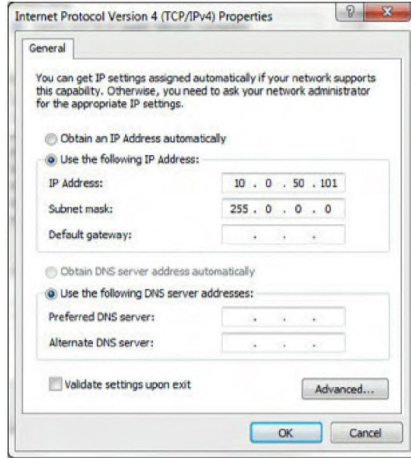 Internet Protocol Version 4 (TCP/IPv4) Properties
General
You can get IP settings assigned automatically if your network supports
this capability. Otherwise, you need to ask your network administrator
for the appropriate IP settings.
Obtain an IP Address automatically
Use the following IP Address:
IP Address: 10 . 0 . 50 . 101
Subnet mask: 255 . 0 . 0 . 0
Default gateway: . . .
Obtain DNS server address automatically
Use the following DNS server addresses:
Preferred DNS server: . . .
Alternate DNS server: . . .
Validate settings upon exit
Advanced...
OK Cancel